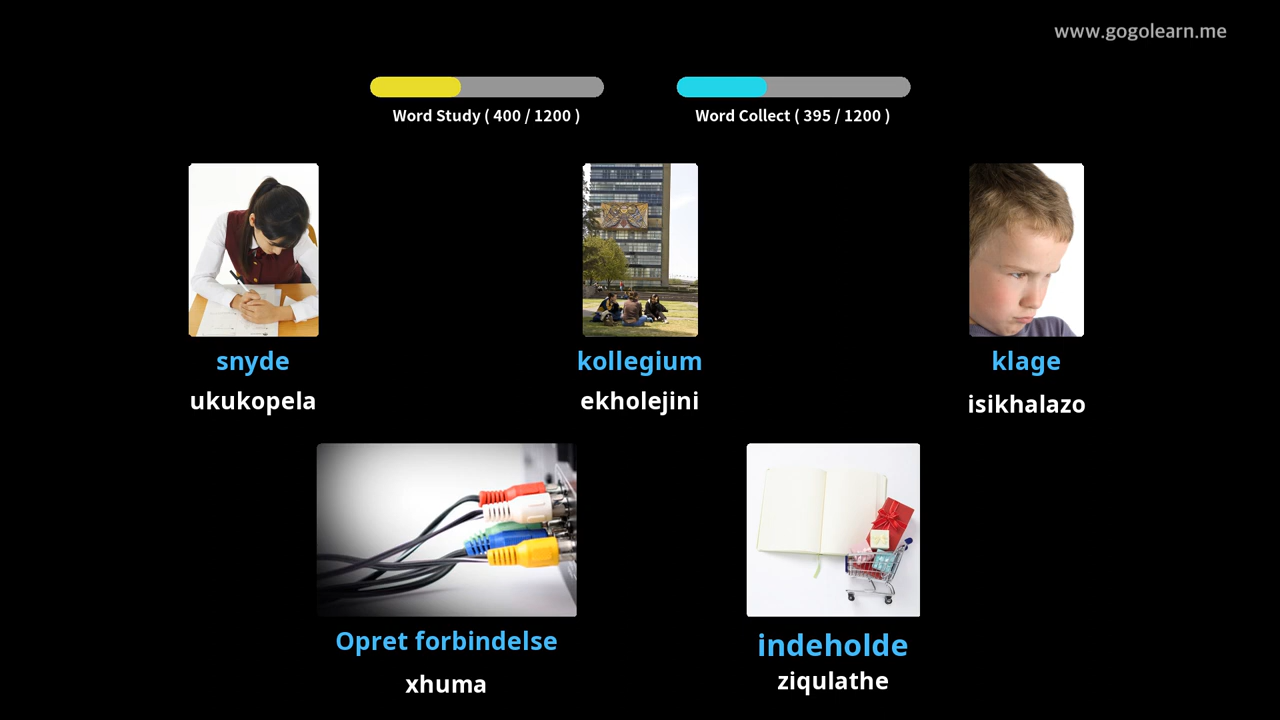 www.gogolearn.me
Word Study ( 400 / 1200 )
Word Collect ( 395 / 1200 )
snyde
kollegium
klage
ukukopela
ekholejini
isikhalazo
Opret forbindelse
indeholde
xhuma
ziqulathe